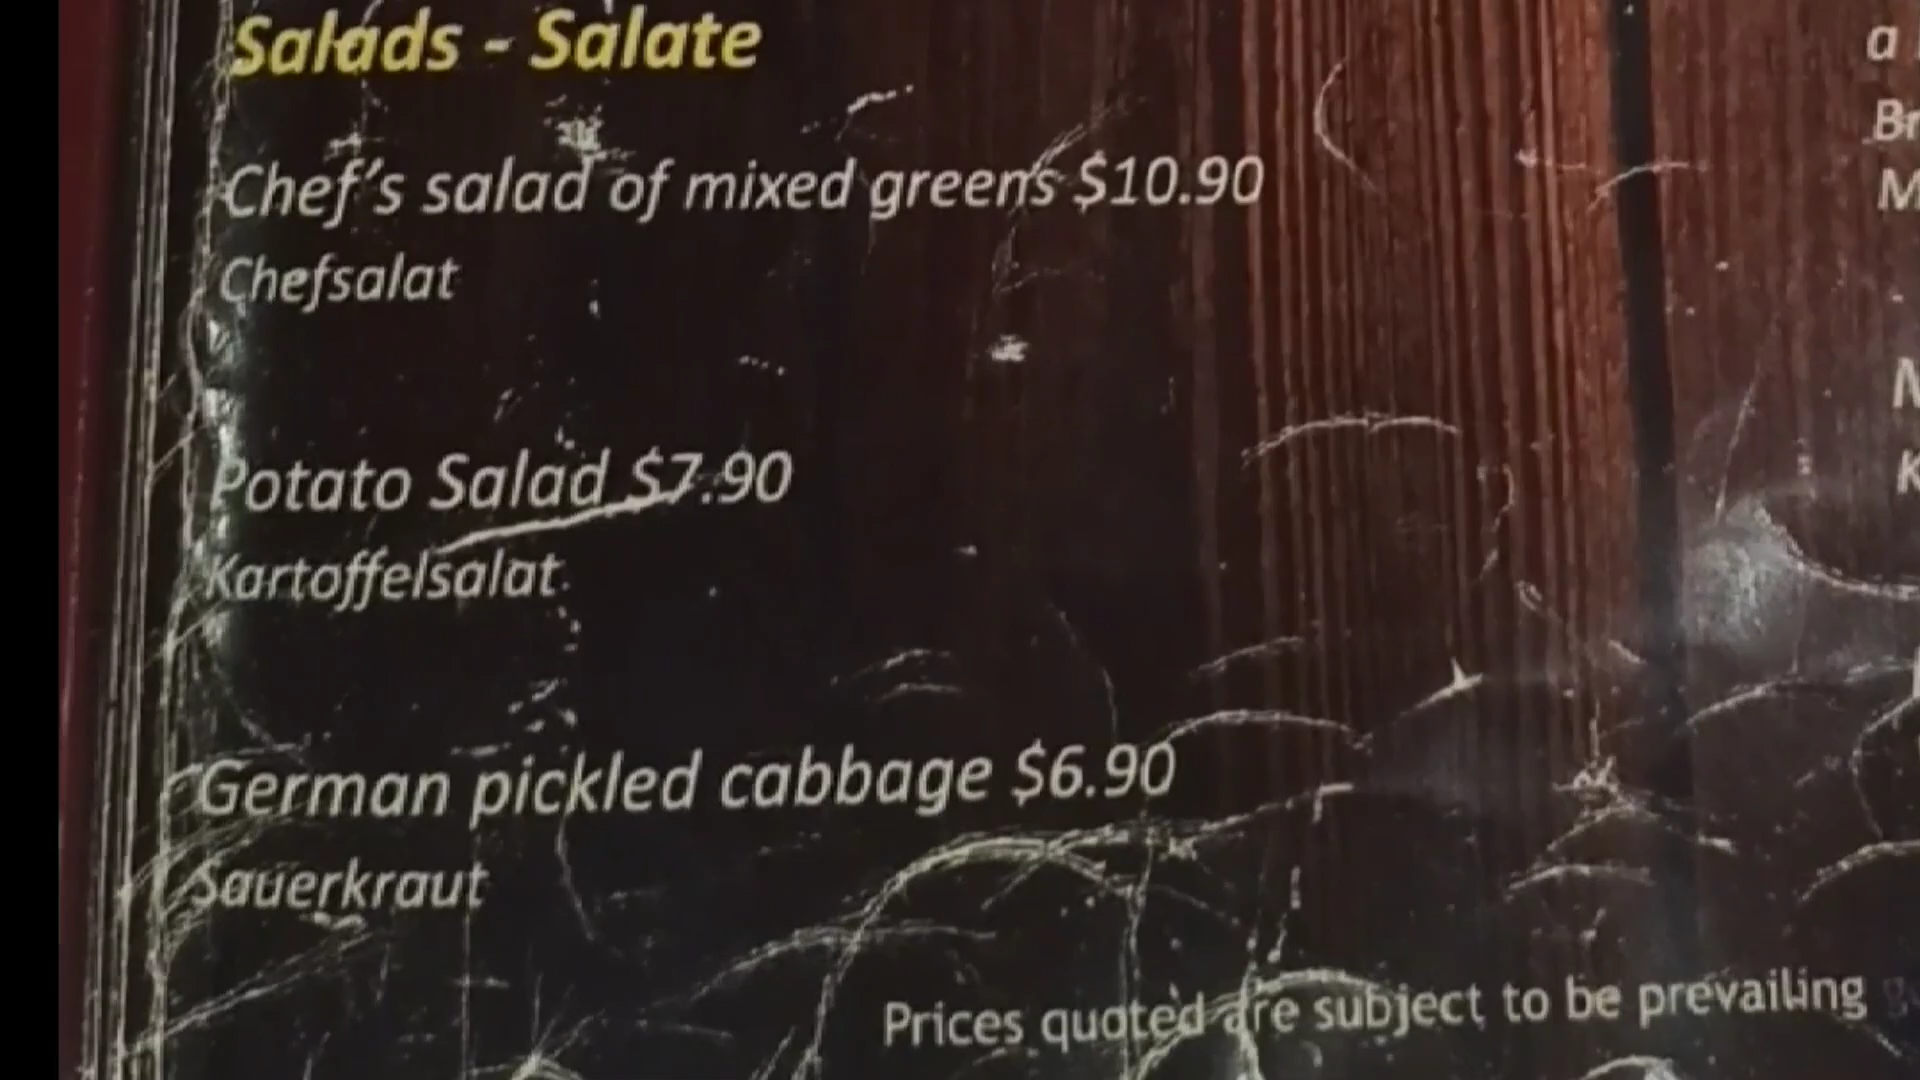 Salads - Salate
Chef's salad of mixed greens $10.90
Chefsalat
Potato Salad $7.90
Kartoffelsalat
German pickled cabbage $6.90
Sauerkraut
Prices quoted are subject to be prevailing
a